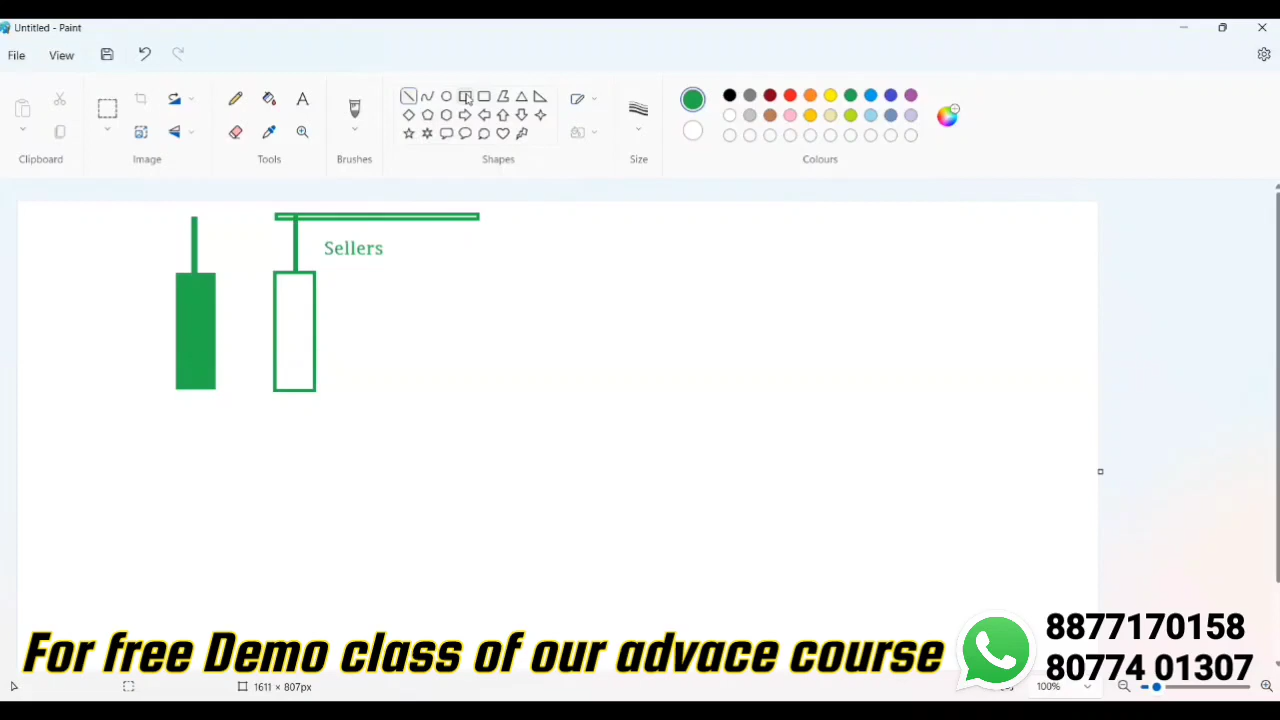 Untitled - Paint
File View
Clipboard Image Tools Brushes Shapes Size Colours
Sellers
For free Demo class of our advace course
8877170158
80774 01307
1611 × 807px
100%